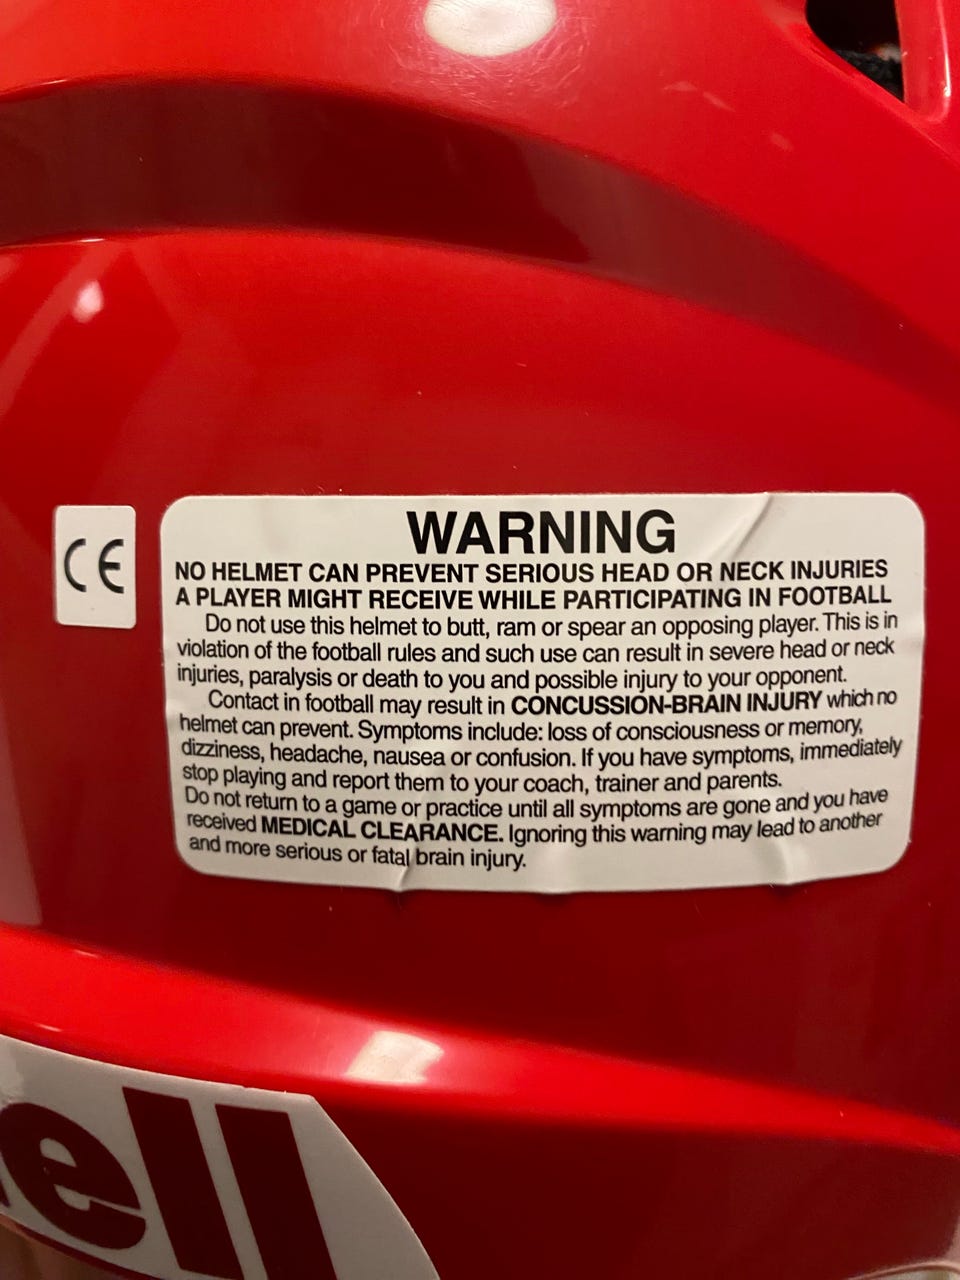 CE
WARNING
NO HELMET CAN PREVENT SERIOUS HEAD OR NECK INJURIES
A PLAYER MIGHT RECEIVE WHILE PARTICIPATING IN FOOTBALL
Do not use this helmet to butt, ram or spear an opposing player. This is in
violation of the football rules and such use can result in severe head or neck
injuries, paralysis or death to you and possible injury to your opponent.
Contact in football may result in CONCUSSION-BRAIN INJURY which no
helmet can prevent. Symptoms include: loss of consciousness or memory,
dizziness, headache, nausea or confusion. If you have symptoms, immediately
stop playing and report them to your coach, trainer and parents.
Do not return to a game or practice until all symptoms are gone and you have
received MEDICAL CLEARANCE. Ignoring this warning may lead to another
and more serious or fatal brain injury.
ell